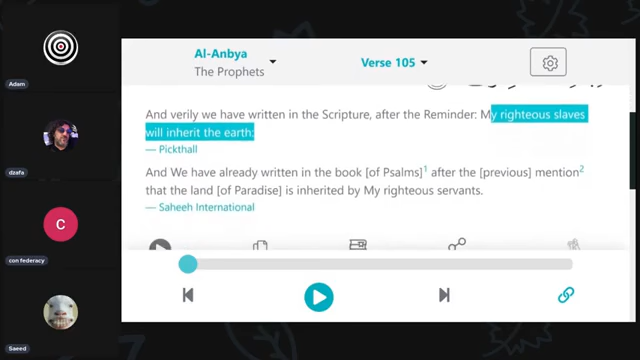 Al-Anbya
The Prophets
Verse 105
And verily we have written in the Scripture, after the Reminder: My righteous slaves
will inherit the earth:
— Pickthall
And We have already written in the book [of Psalms]1 after the [previous] mention2
that the land [of Paradise] is inherited by My righteous servants.
— Saheeh International
Adam
dzafa
C
con federacy
Saeed